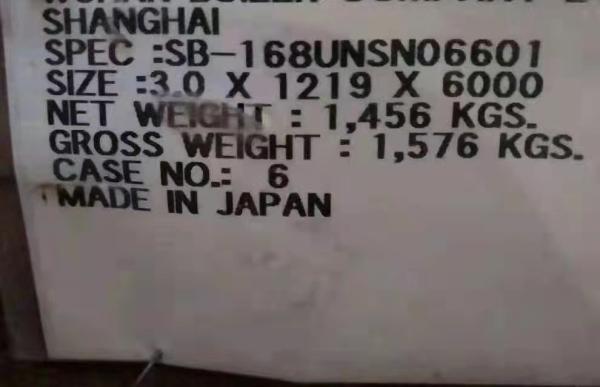 SHANGHAI
SPEC :SB-168UNSN06601
SIZE :3.0 X 1219 X 6000
NET WEIGHT : 1,456 KGS.
GROSS WEIGHT : 1,576 KGS.
CASE NO.: 6
MADE IN JAPAN